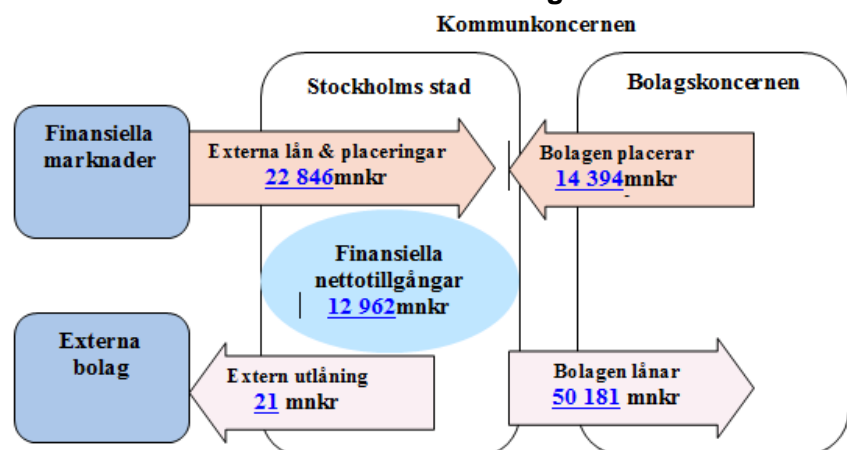 Kommunkoncernen
Stockholms stad
Bolagskoncernen
Finansiella
marknader
Externa lån & placeringar
22 846mnkr
Bolagen placerar
14 394mnkr
Finansiella
nettotillgångar
12 962mnkr
Externa
bolag
Extern utlåning
21 mnkr
Bolagen lånar
50 181 mnkr